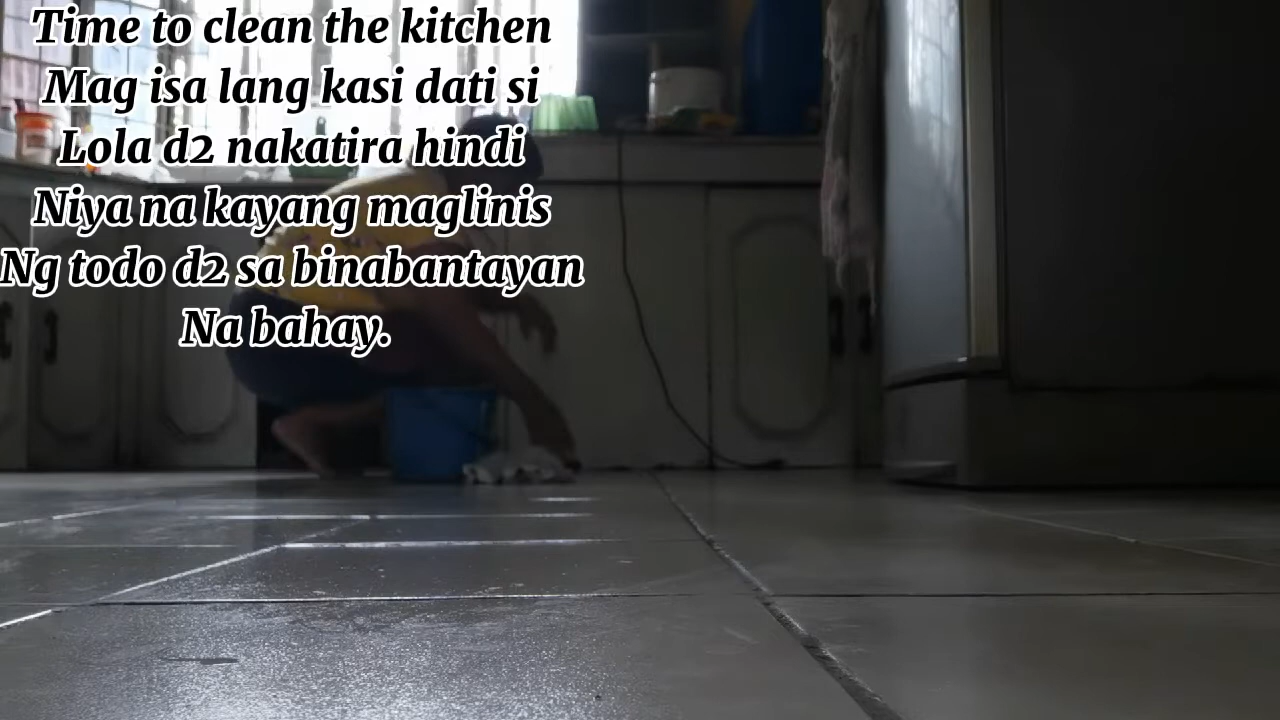 Time to clean the kitchen
Mag isa lang kasi dati si
Lola d2 nakatira hindi
Niya na kayang maglinis
Ng todo d2 sa binabantayan
Na bahay.